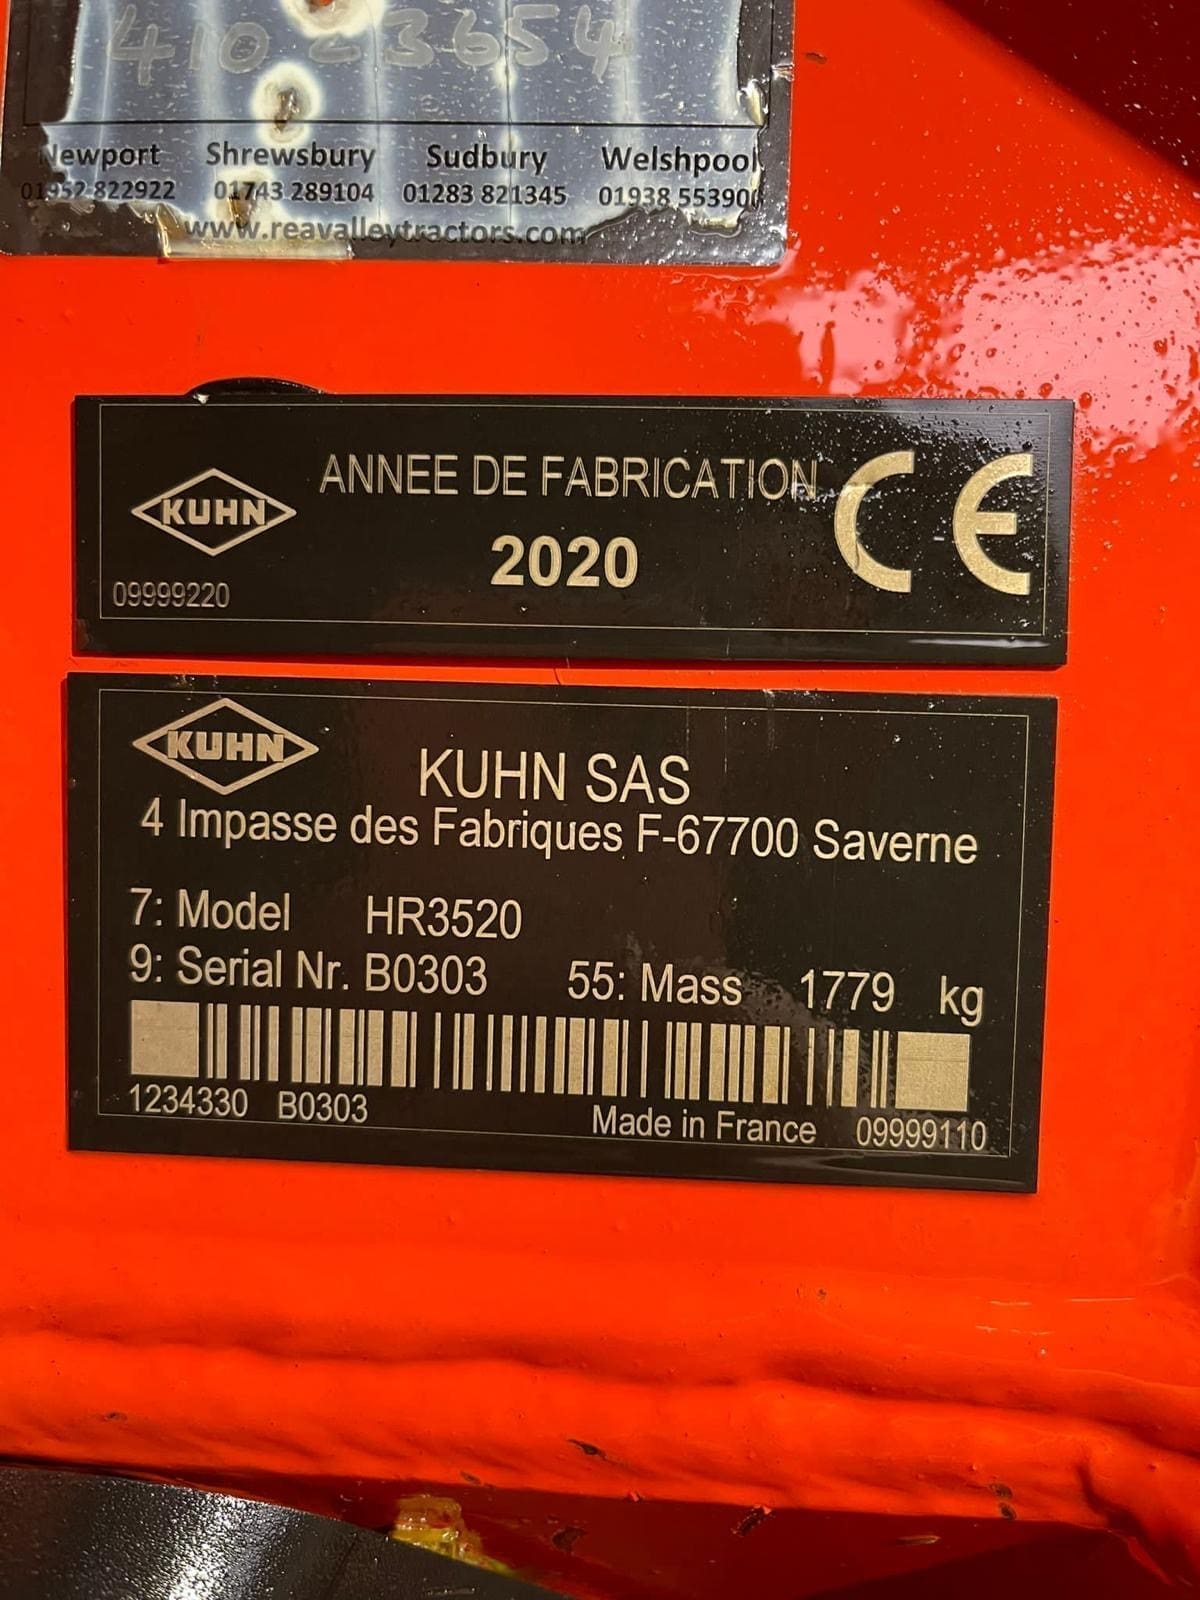 41023654
Newport Shrewsbury Sudbury Welshpool
01952 822922 01743 289104 01283 821345 01938 553900
www.reavalleytractors.com
KUHN
ANNEE DE FABRICATION
2020
CE
09999220
KUHN
KUHN SAS
4 Impasse des Fabriques F-67700 Saverne
7: Model HR3520
9: Serial Nr. B0303 55: Mass 1779 kg
1234330 B0303 Made in France 09999110